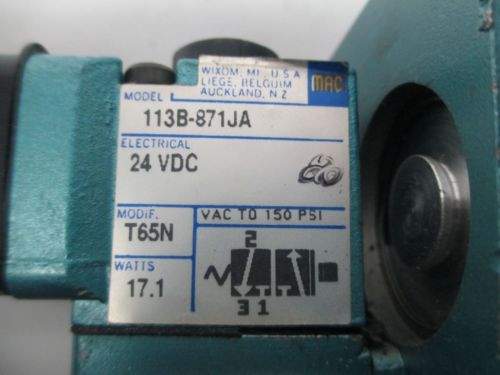 WIXOM, MI., U.S.A
LIEGE, BELGUIM
AUCKLAND, N.Z
MAC
MODEL
113B-871JA
ELECTRICAL
24 VDC
MODIF.
T65N
VAC TO 150 PSI
WATTS
17.1
2
3 1